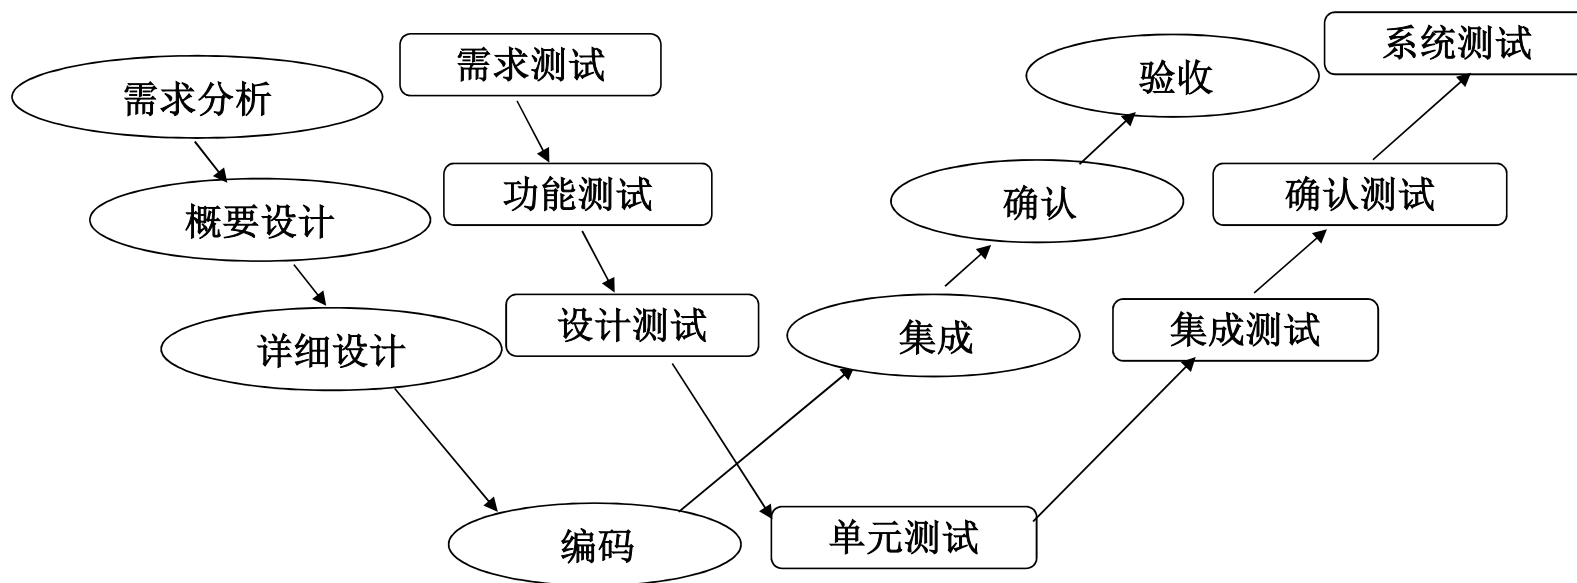 系统测试
需求测试
验收
需求分析
功能测试
确认
确认测试
概要设计
设计测试
集成
集成测试
详细设计
编码
单元测试